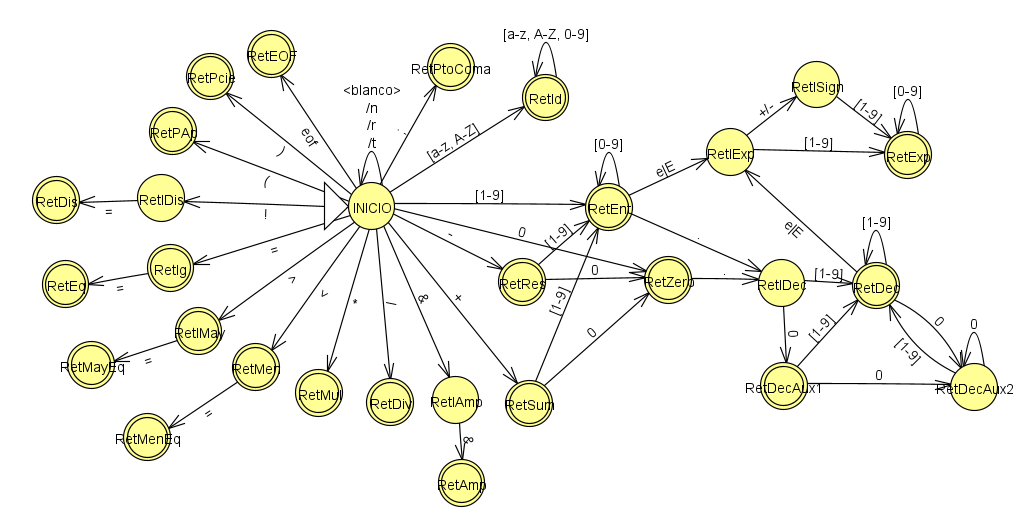 [a-z, A-Z, 0-9]
RetEOF
RetPtoComa
RetPcie
RetId
<blanco>
/n
/r
/t
eof
)
.
[a-z, A-Z]
RetPAp
(
RetDis
=
RetIDis
!
INICIO
[1-9]
[0-9]
RetEnt
e|E
RetIExp
+/-
RetISign
[1-9]
[0-9]
RetExp
[1-9]
RetEq
=
RetIg
=
-
0
RetRes
[1-9]
0
RetZero
.
.
RetIDec
[1-9]
e|E
[1-9]
RetDec
RetMayEq
=
RetIMay
>
<
*
/
&
+
[1-9]
0
0
[1-9]
0
[1-9]
0
RetMenEq
=
RetMen
RetMul
RetDiv
RetIAmp
RetSum
RetDecAux1
0
RetDecAux2
&
RetAmp